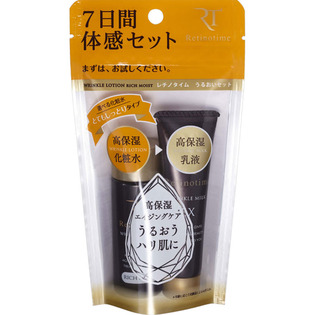 7日間
体感セット
RT
Retinotime
まずは、お試しください。
WRINKLE LOTION RICH MOIST
レチノタイム うるおいセット
選べる化粧水
とてもしっとりタイプ
高保湿
WRINKLE LOTION
化粧水
高保湿
乳液
高保湿
エイジングケア
うるおう
ハリ肌に